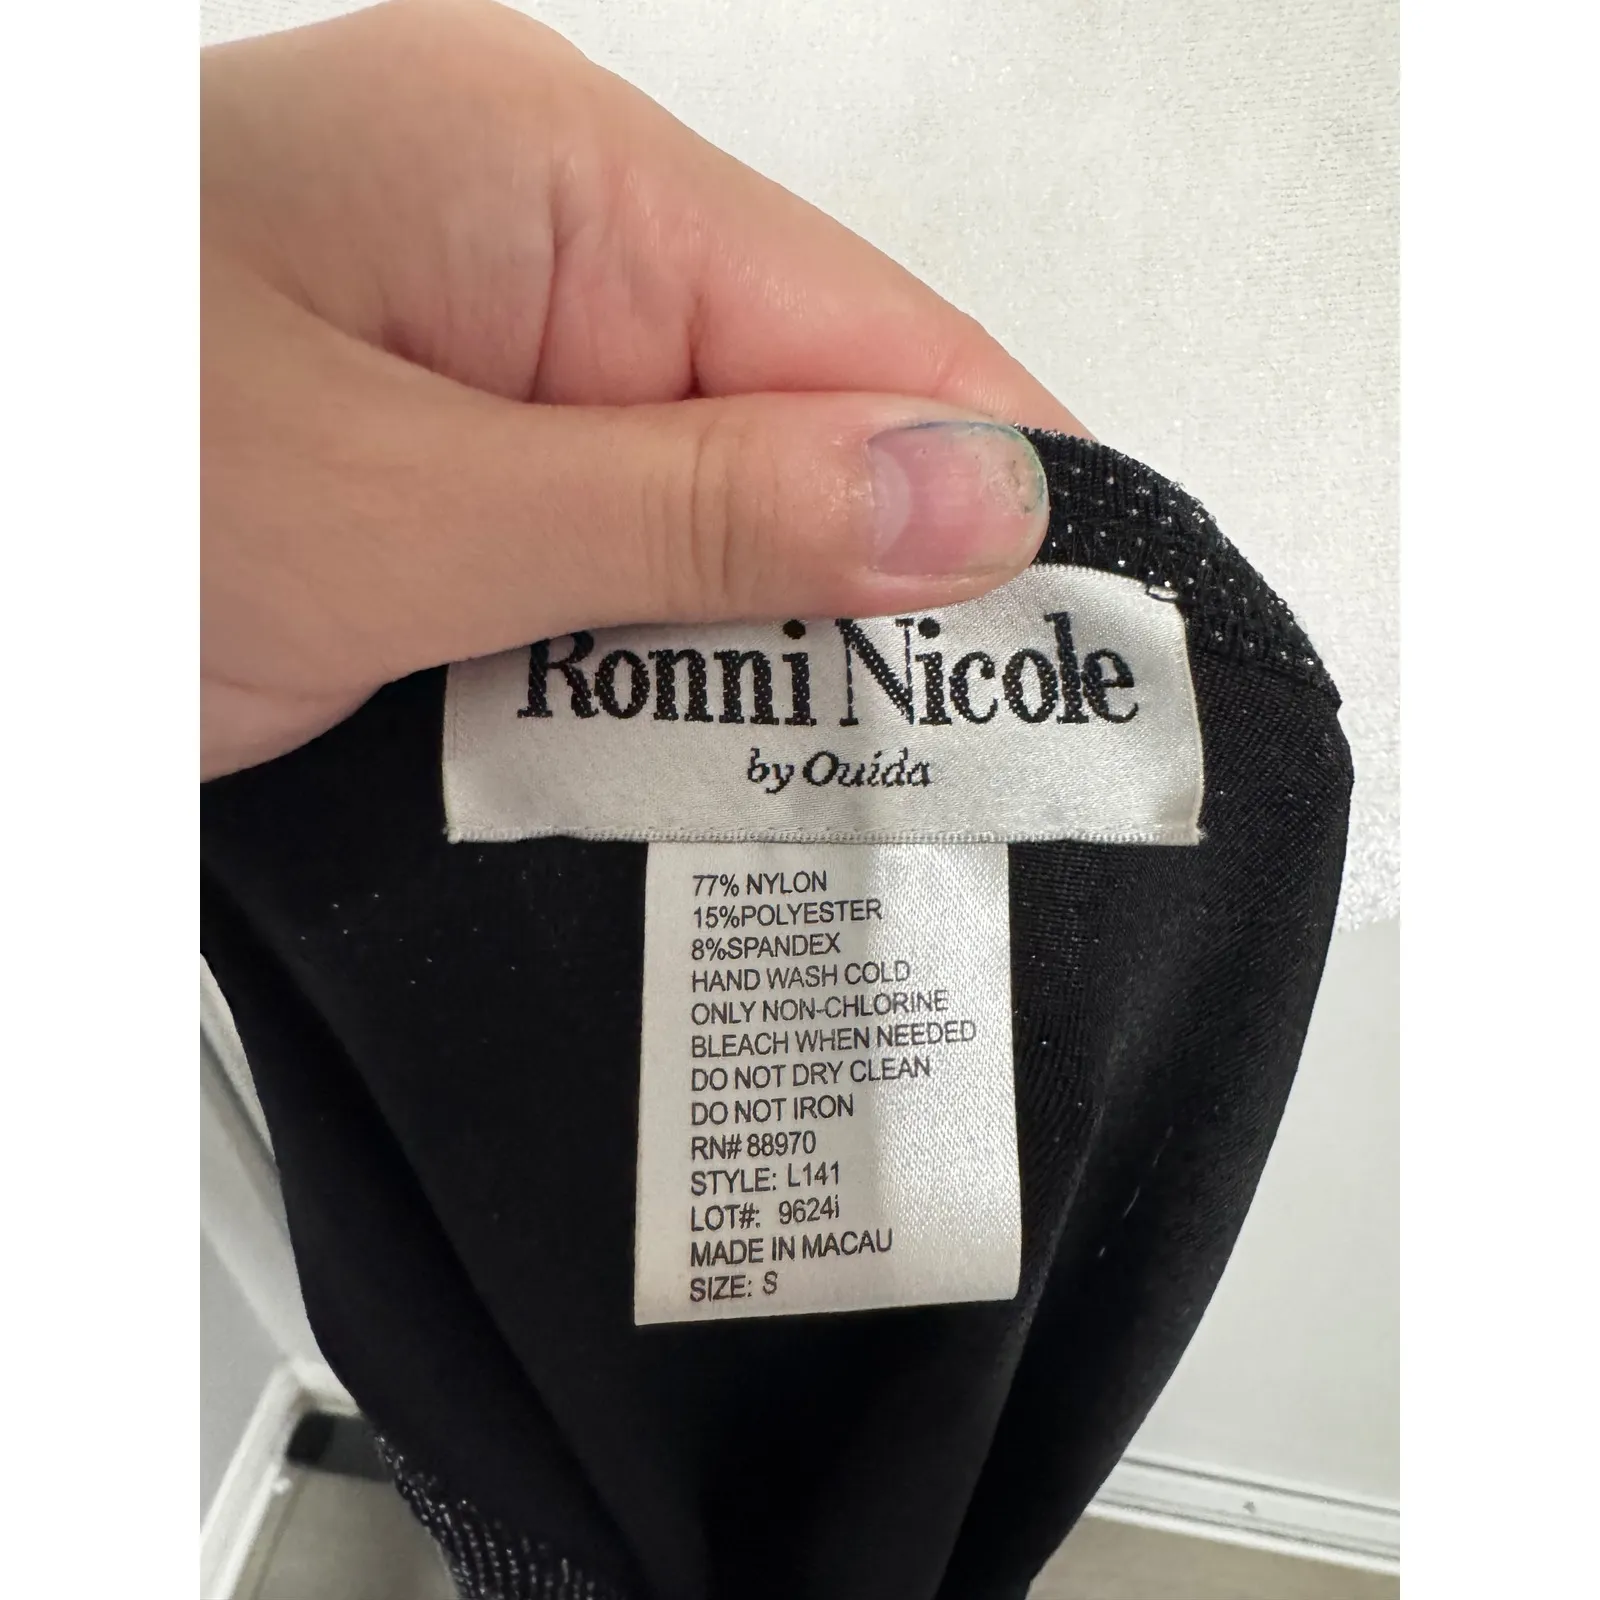 Ronni Nicole
by Ouida
77% NYLON
15%POLYESTER
8%SPANDEX
HAND WASH COLD
ONLY NON-CHLORINE
BLEACH WHEN NEEDED
DO NOT DRY CLEAN
DO NOT IRON
RN# 88970
STYLE: L141
LOT#: 9624i
MADE IN MACAU
SIZE: S